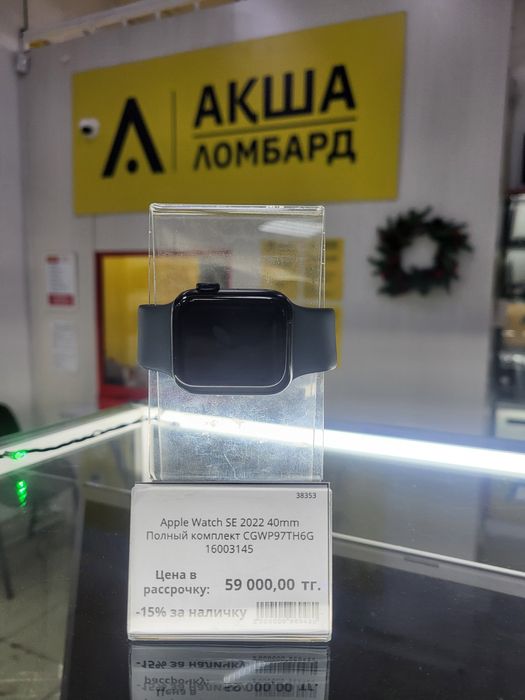 АҚША
ЛОМБАРД
38353
Apple Watch SE 2022 40mm
Полный комплект CGWP97TH6G
16003145
Цена в
рассрочку: 59 000,00 тг.
-15% за наличку